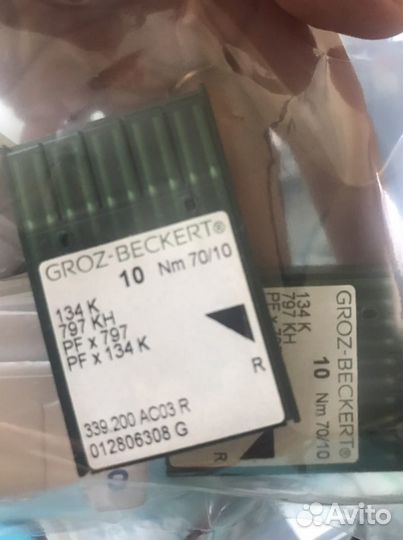 GROZ-BECKERT®
10 Nm 70/10
134 K
797 KH
PF x 797
PF x 134 K
R
339.200 AC03 R
012806308 G
GROZ-BECKERT®
10 Nm 70/10
134 K
797 KH
PF x
R
Avito